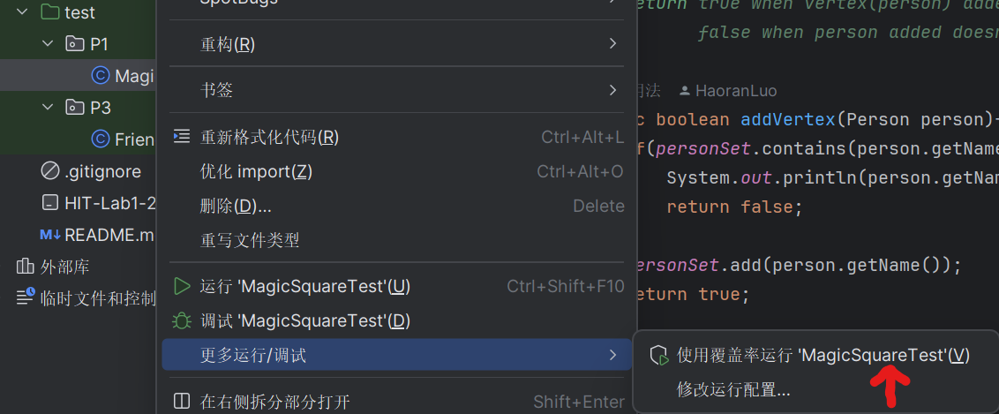 test
P1
Magi
P3
Frien
.gitignore
HIT-Lab1-2
M↓ README.m
外部库
临时文件和控制
SpotBugs
重构(R)
书签
重新格式化代码(R) Ctrl+Alt+L
优化 import(Z) Ctrl+Alt+O
删除(D)... Delete
重写文件类型
运行 'MagicSquareTest'(U) Ctrl+Shift+F10
调试 'MagicSquareTest'(D)
更多运行/调试
在右侧拆分部分打开 Shift+Enter
使用覆盖率运行 'MagicSquareTest'(V)
修改运行配置...
eturn true when vertex(person) adde
false when person added doesn
用法 HaoranLuo
c boolean addVertex(Person person){
f(personSet.contains(person.getName
System.out.println(person.getNam
return false;
ersonSet.add(person.getName());
eturn true;